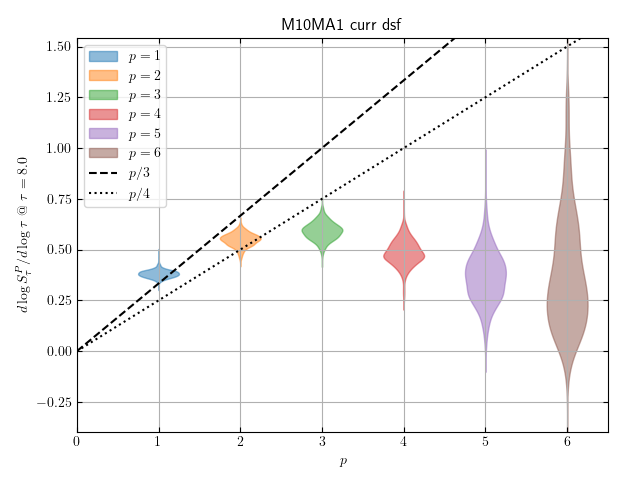 M10MA1 curr dsf
d log S_τ^P / d log τ @ τ = 8.0
1.50
1.25
1.00
0.75
0.50
0.25
0.00
−0.25
p = 1
p = 2
p = 3
p = 4
p = 5
p = 6
p/3
p/4
0 1 2 3 4 5 6
p